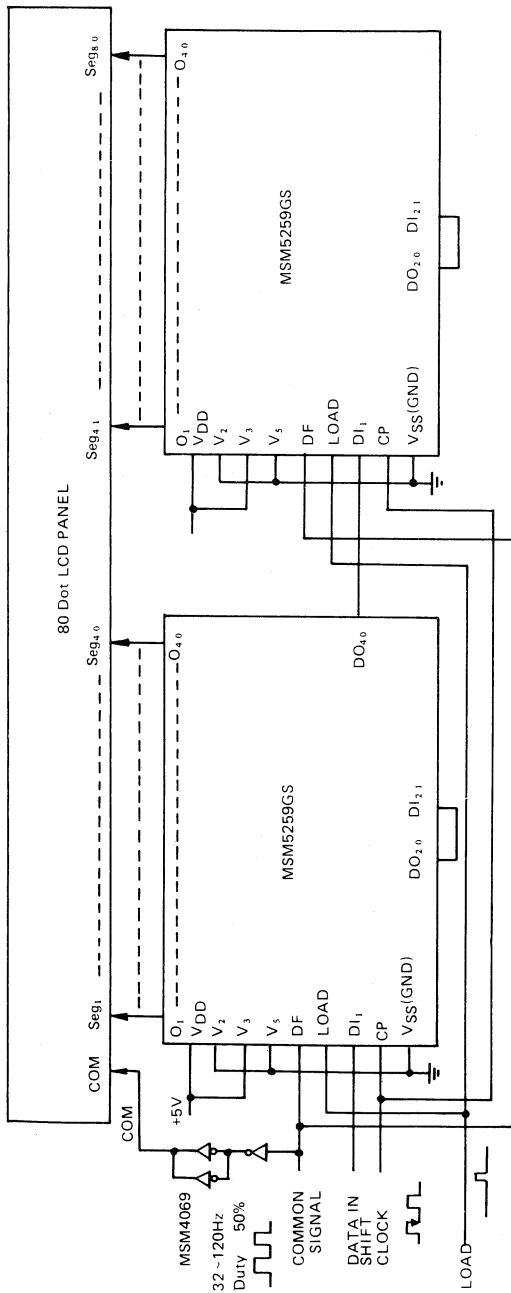 80 Dot LCD PANEL
COM
Seg1
Seg40
Seg41
Seg80
COM
MSM4069
32 ~120Hz
Duty 50%
COMMON
SIGNAL
DATA IN
SHIFT
CLOCK
LOAD
+5V
O1
VDD
V2
V3
V5
DF
LOAD
DI1
CP
VSS(GND)
MSM5259GS
O40
DO40
DO20
DI21
O1
VDD
V2
V3
V5
DF
LOAD
DI1
CP
VSS(GND)
MSM5259GS
O40
DO20
DI21